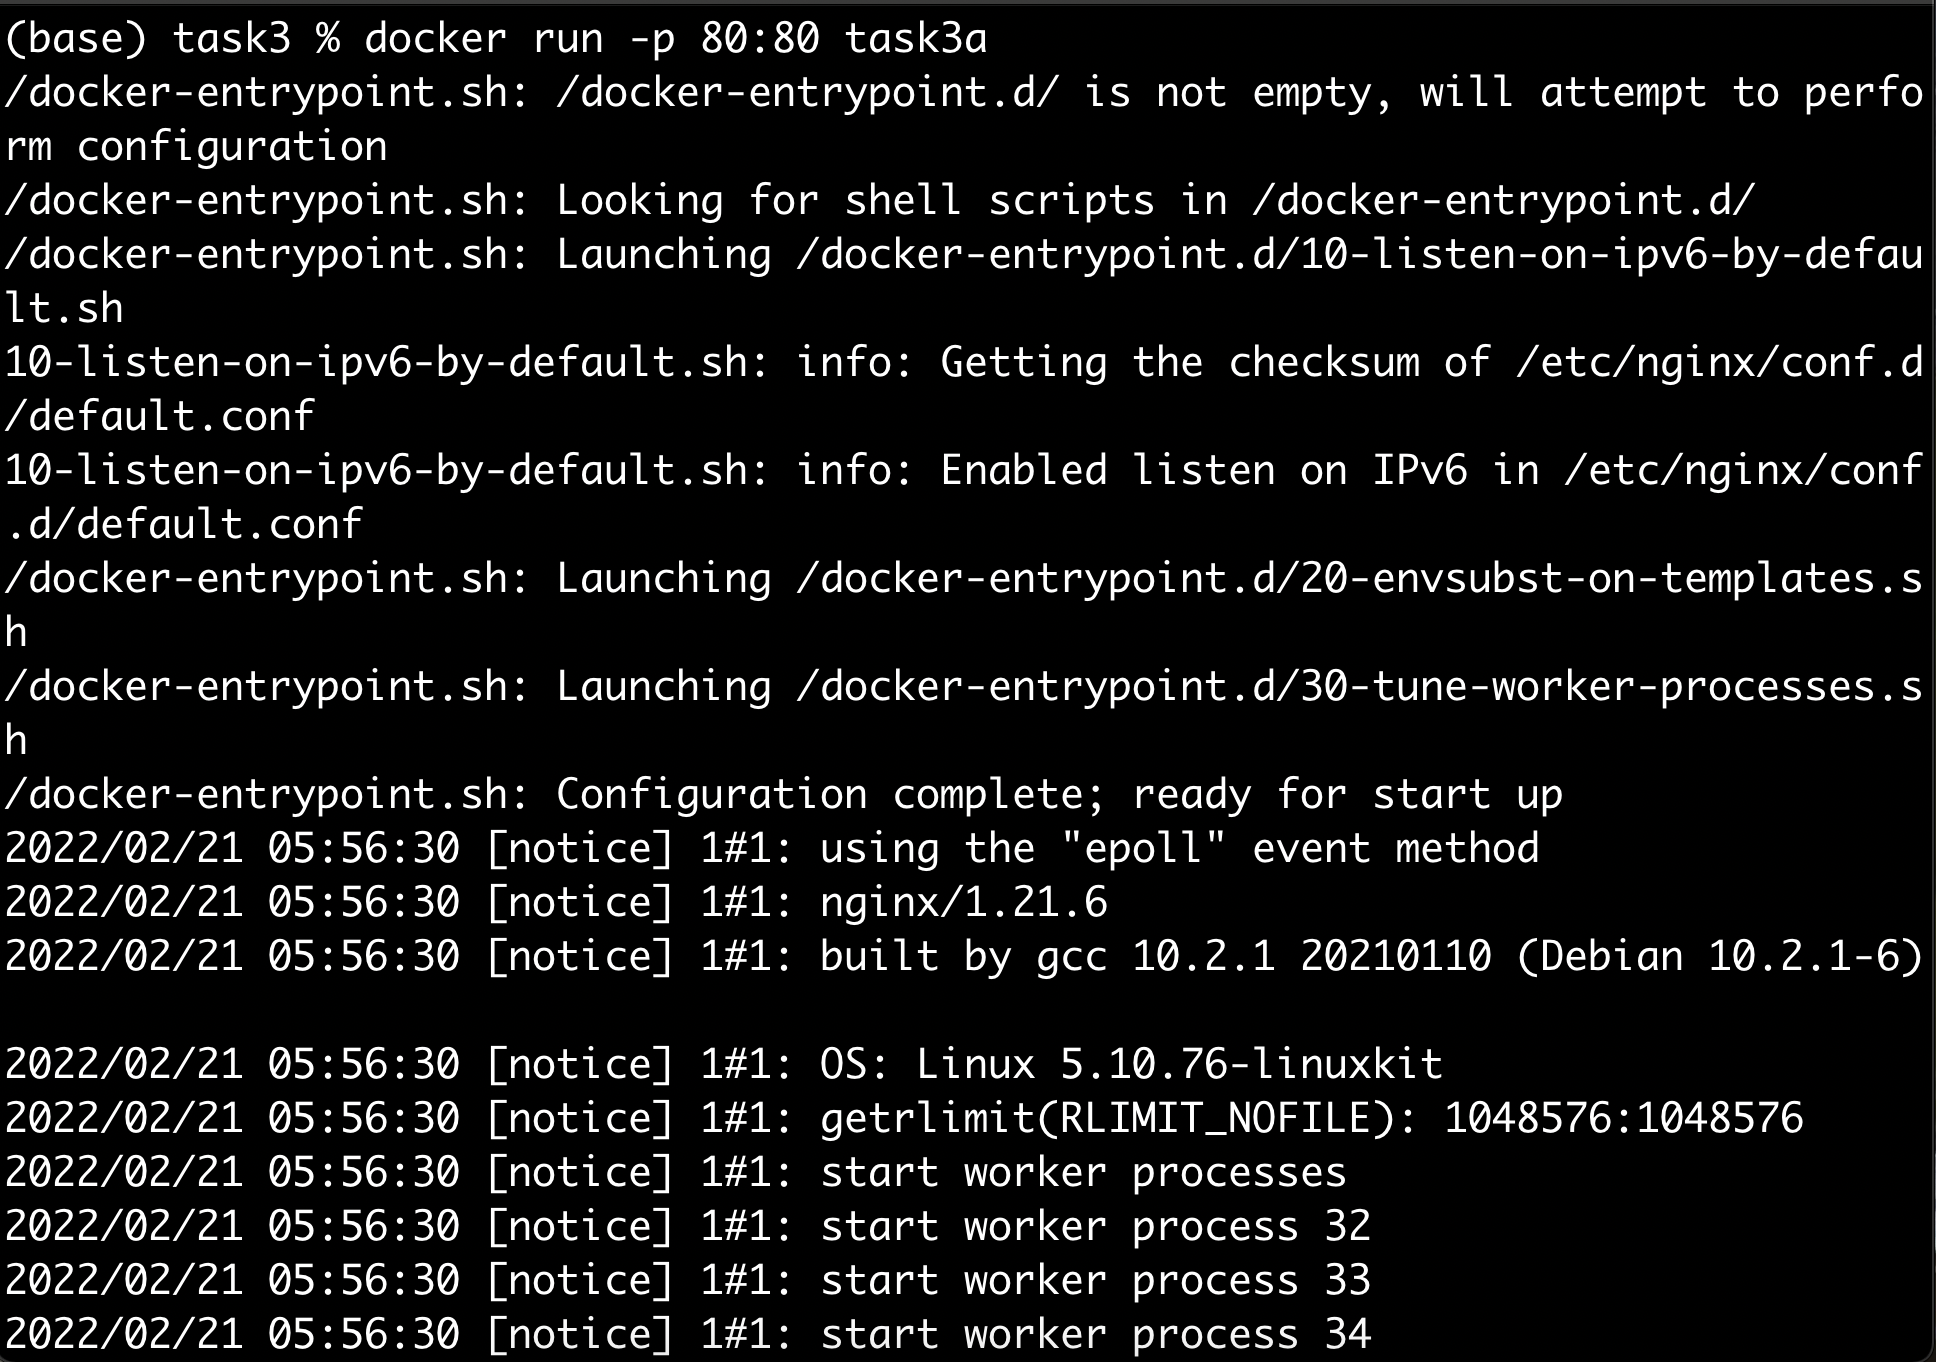 (base) task3 % docker run -p 80:80 task3a
/docker-entrypoint.sh: /docker-entrypoint.d/ is not empty, will attempt to perfo
rm configuration
/docker-entrypoint.sh: Looking for shell scripts in /docker-entrypoint.d/
/docker-entrypoint.sh: Launching /docker-entrypoint.d/10-listen-on-ipv6-by-defau
lt.sh
10-listen-on-ipv6-by-default.sh: info: Getting the checksum of /etc/nginx/conf.d
/default.conf
10-listen-on-ipv6-by-default.sh: info: Enabled listen on IPv6 in /etc/nginx/conf
.d/default.conf
/docker-entrypoint.sh: Launching /docker-entrypoint.d/20-envsubst-on-templates.s
h
/docker-entrypoint.sh: Launching /docker-entrypoint.d/30-tune-worker-processes.s
h
/docker-entrypoint.sh: Configuration complete; ready for start up
2022/02/21 05:56:30 [notice] 1#1: using the "epoll" event method
2022/02/21 05:56:30 [notice] 1#1: nginx/1.21.6
2022/02/21 05:56:30 [notice] 1#1: built by gcc 10.2.1 20210110 (Debian 10.2.1-6)
2022/02/21 05:56:30 [notice] 1#1: OS: Linux 5.10.76-linuxkit
2022/02/21 05:56:30 [notice] 1#1: getrlimit(RLIMIT_NOFILE): 1048576:1048576
2022/02/21 05:56:30 [notice] 1#1: start worker processes
2022/02/21 05:56:30 [notice] 1#1: start worker process 32
2022/02/21 05:56:30 [notice] 1#1: start worker process 33
2022/02/21 05:56:30 [notice] 1#1: start worker process 34